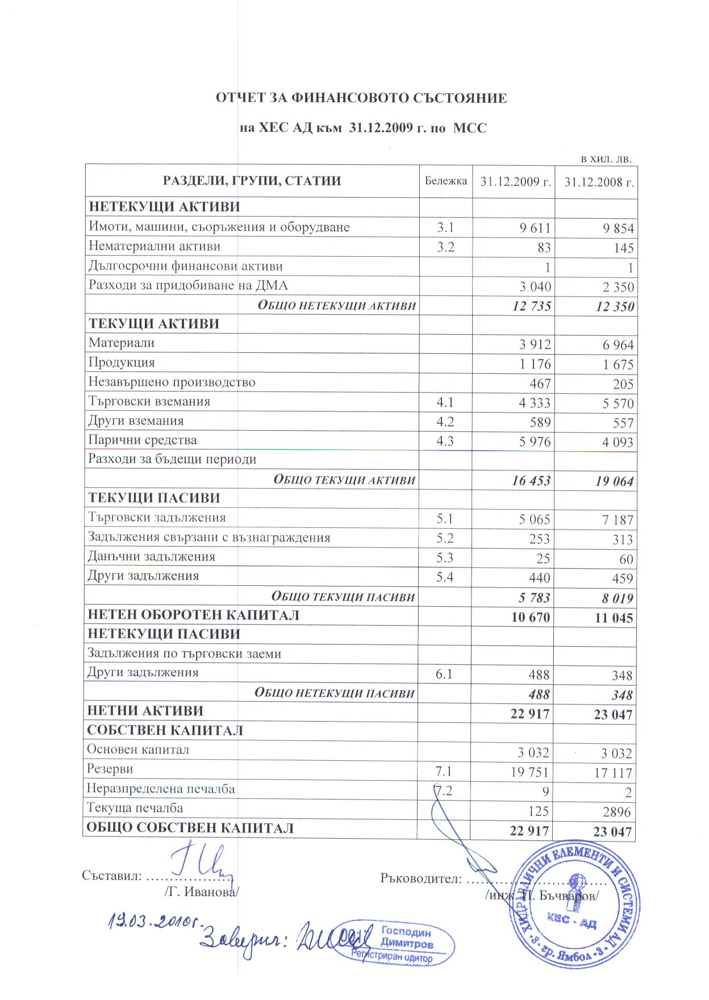 ОТЧЕТ ЗА ФИНАНСОВОТО СЪСТОЯНИЕ
на ХЕС АД към 31.12.2009 г. по МСС
в хил. лв.
РАЗДЕЛИ, ГРУПИ, СТАТИИ Бележка 31.12.2009 г. 31.12.2008 г.
НЕТЕКУЩИ АКТИВИ
Имоти, машини, съоръжения и оборудване 3.1 9 611 9 854
Нематериални активи 3.2 83 145
Дългосрочни финансови активи 1 1
Разходи за придобиване на ДМА 3 040 2 350
ОБЩО НЕТЕКУЩИ АКТИВИ 12 735 12 350
ТЕКУЩИ АКТИВИ
Материали 3 912 6 964
Продукция 1 176 1 675
Незавършено производство 467 205
Търговски вземания 4.1 4 333 5 570
Други вземания 4.2 589 557
Парични средства 4.3 5 976 4 093
Разходи за бъдещи периоди
ОБЩО ТЕКУЩИ АКТИВИ 16 453 19 064
ТЕКУЩИ ПАСИВИ
Търговски задължения 5.1 5 065 7 187
Задължения свързани с възнаграждения 5.2 253 313
Данъчни задължения 5.3 25 60
Други задължения 5.4 440 459
ОБЩО ТЕКУЩИ ПАСИВИ 5 783 8 019
НЕТЕН ОБОРОТЕН КАПИТАЛ 10 670 11 045
НЕТЕКУЩИ ПАСИВИ
Задължения по търговски заеми
Други задължения 6.1 488 348
ОБЩО НЕТЕКУЩИ ПАСИВИ 488 348
НЕТНИ АКТИВИ 22 917 23 047
СОБСТВЕН КАПИТАЛ
Основен капитал 3 032 3 032
Резерви 7.1 19 751 17 117
Неразпределена печалба 7.2 9 2
Текуща печалба 125 2896
ОБЩО СОБСТВЕН КАПИТАЛ 22 917 23 047
Съставил: ................... Ръководител: ..............................
/Г. Иванова/ /инж. П. Бъчваров/
19.03.2010г.
Заверил:
0017 Господин
Димитров
Регистриран одитор
ХИДРАВЛИЧНИ ЕЛЕМЕНТИ И СИСТЕМИ АД
ХЕС - АД
•3• гр. Ямбол •3•